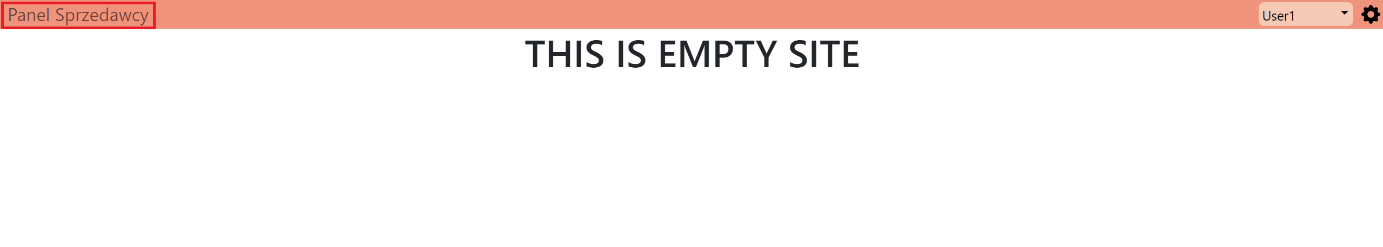 Panel Sprzedawcy
User1
THIS IS EMPTY SITE